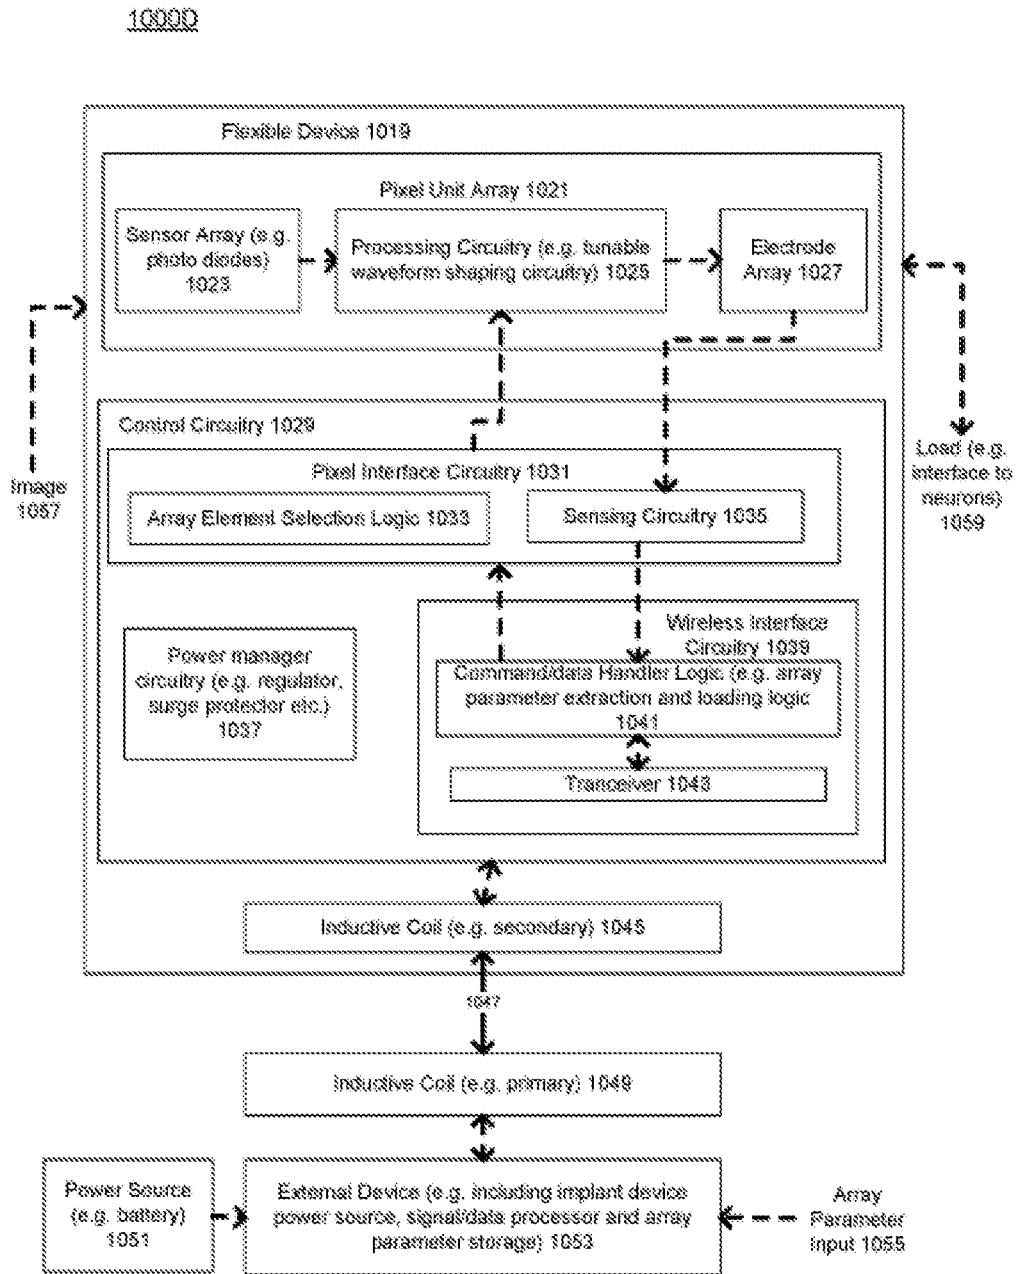 1000D
Flexible Device 1019
Pixel Unit Array 1021
Sensor Array (e.g.
photo diodes)
1023
Processing Circuitry (e.g. tunable
waveform shaping circuitry) 1025
Electrode
Array 1027
Control Circuitry 1029
Pixel Interface Circuitry 1031
Array Element Selection Logic 1033
Sensing Circuitry 1035
Image
1057
Load (e.g.
interface to
neurons)
1059
Power manager
circuitry (e.g. regulator,
surge protector etc.)
1037
Wireless Interface
Circuitry 1039
Command/data Handler Logic (e.g. array
parameter extraction and loading logic
1041
Tranceiver 1043
Inductive Coil (e.g. secondary) 1045
1047
Inductive Coil (e.g. primary) 1049
Power Source
(e.g. battery)
1051
External Device (e.g. including implant device
power source, signal/data processor and array
parameter storage) 1053
Array
Parameter
Input 1055